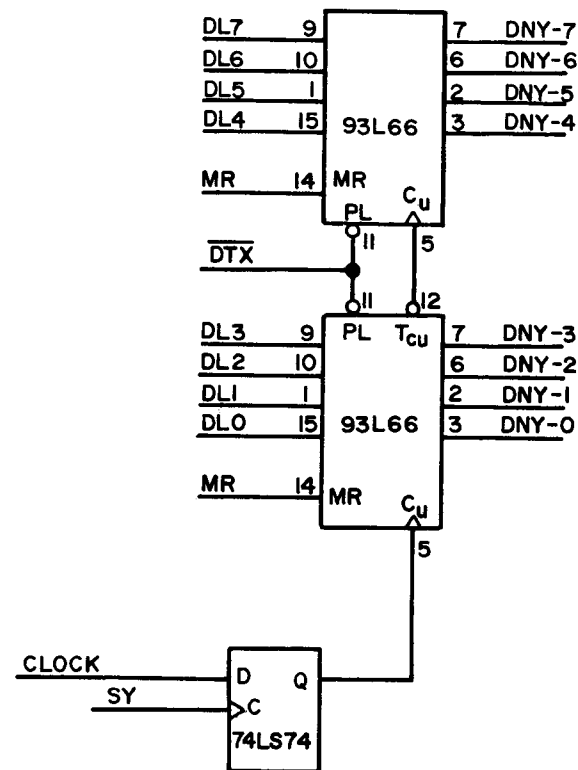 DL7 9 7 DNY-7
DL6 10 6 DNY-6
DL5 1 2 DNY-5
DL4 15 93L66 3 DNY-4
MR 14 MR Cu
PL
11 5
DTX
11 12
DL3 9 PL Tcu 7 DNY-3
DL2 10 6 DNY-2
DL1 1 2 DNY-1
DL0 15 93L66 3 DNY-0
MR 14 MR Cu
5
CLOCK D Q
SY C
74LS74